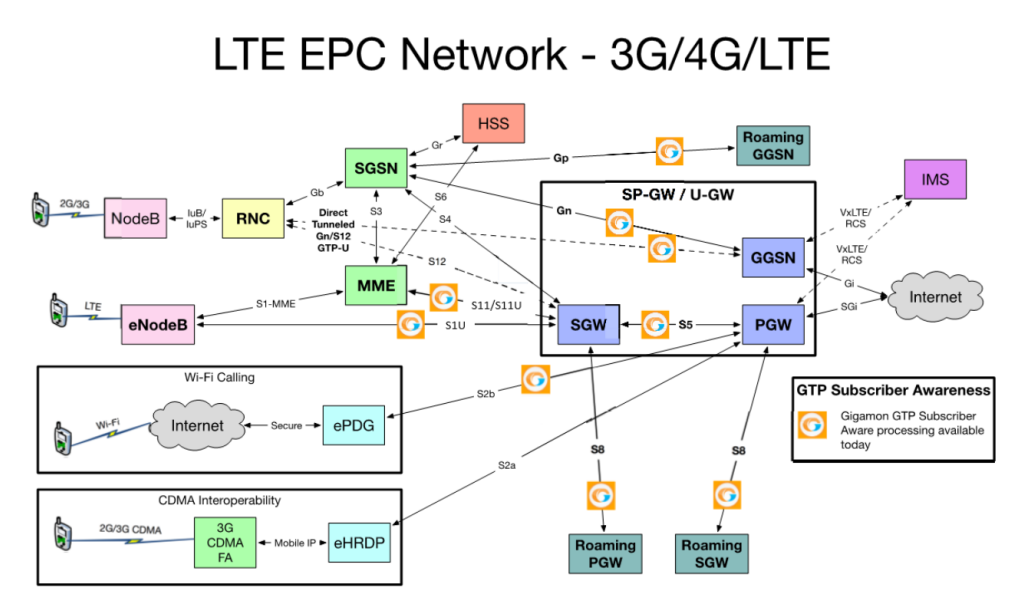 LTE EPC Network - 3G/4G/LTE
HSS
Gr
Roaming
GGSN
Gp
SGSN
SP-GW / U-GW
IMS
2G/3G
NodeB
IuB/
IuPS
RNC
Gb
Direct
Tunneled
Gn/S12
GTP-U
S3
S6
S4
Gn
VxLTE/
RCS
VxLTE/
RCS
GGSN
S12
Gi
SGi
Internet
MME
LTE
eNodeB
S1-MME
S11/S11U
S1U
SGW
S5
PGW
Wi-Fi Calling
Wi-Fi
Internet
Secure
ePDG
S2b
GTP Subscriber Awareness
Gigamon GTP Subscriber
Aware processing available
today
S8
S8
S2a
CDMA Interoperability
2G/3G CDMA
3G
CDMA
FA
Mobile IP
eHRDP
Roaming
PGW
Roaming
SGW